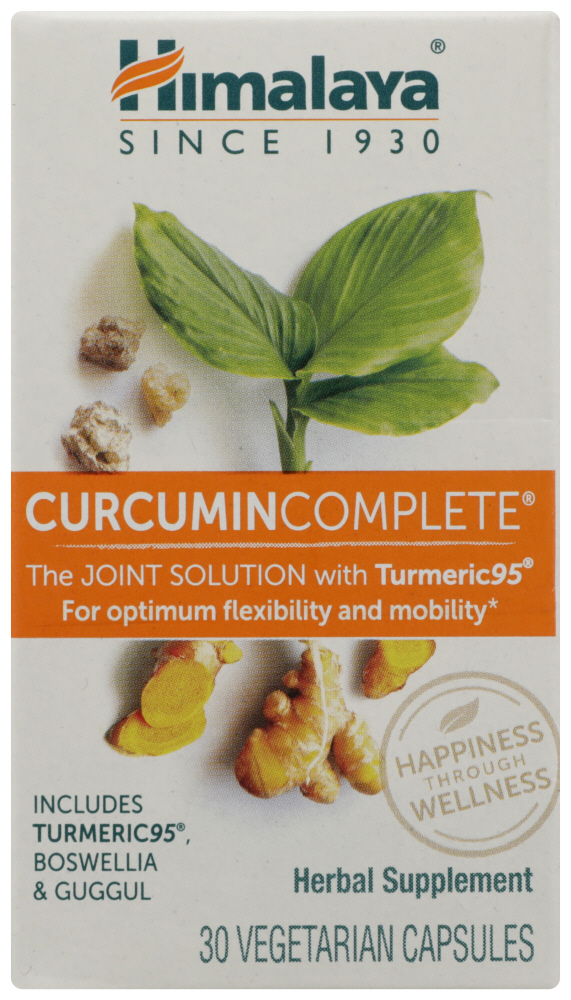 Himalaya®
SINCE 1930
CURCUMINCOMPLETE®
The JOINT SOLUTION with Turmeric95®
For optimum flexibility and mobility*
HAPPINESS
THROUGH
WELLNESS
INCLUDES
TURMERIC95®,
BOSWELLIA
& GUGGUL
Herbal Supplement
30 VEGETARIAN CAPSULES